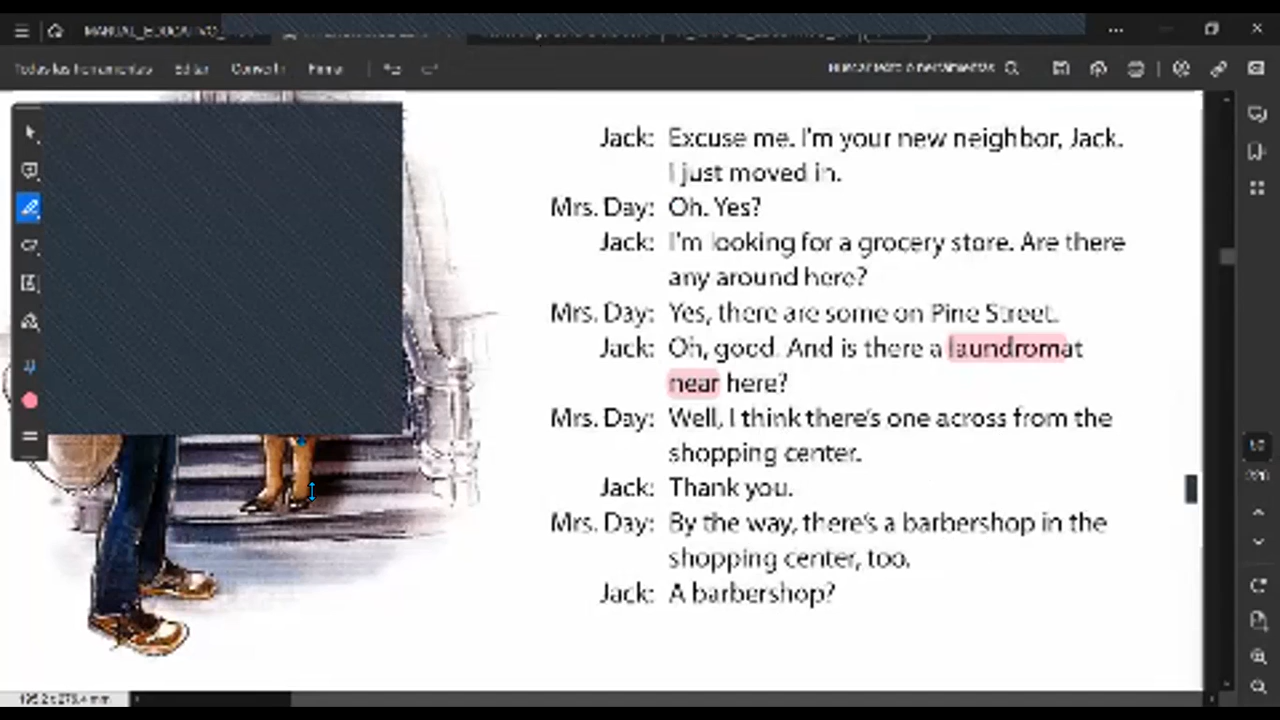 MANUAL_EDUCATIVO_
Todas las herramientas Editar Convertir Firmar
Buscar texto o herramientas
Jack: Excuse me. I'm your new neighbor, Jack.
I just moved in.
Mrs. Day: Oh. Yes?
Jack: I'm looking for a grocery store. Are there
any around here?
Mrs. Day: Yes, there are some on Pine Street.
Jack: Oh, good. And is there a laundromat
near here?
Mrs. Day: Well, I think there's one across from the
shopping center.
Jack: Thank you.
Mrs. Day: By the way, there's a barbershop in the
shopping center, too.
Jack: A barbershop?